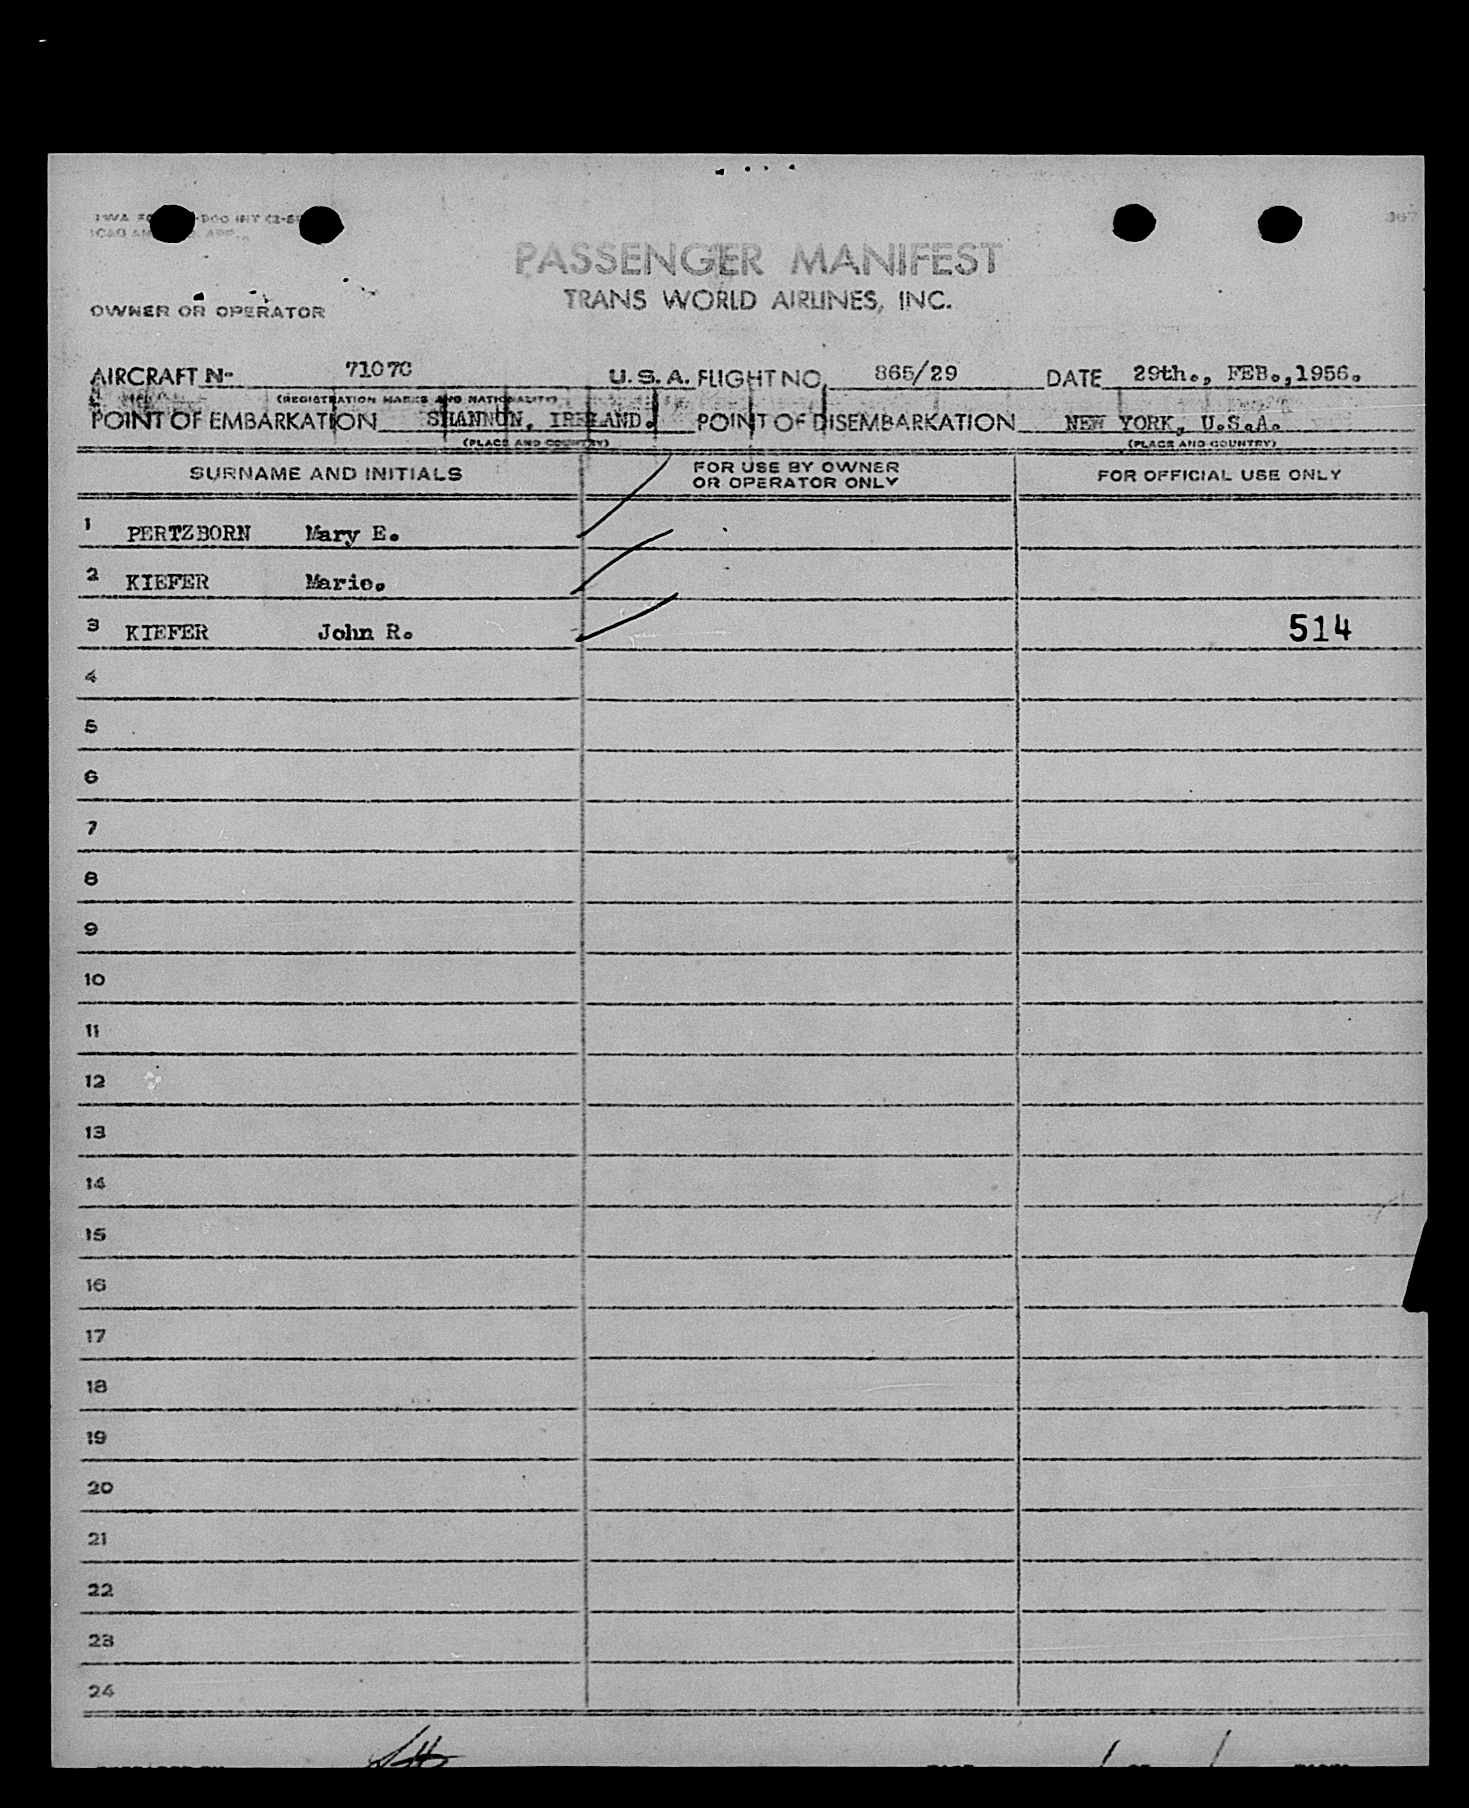 PASSENGER MANIFEST
TRANS WORLD AIRLINES, INC.
OWNER OR OPERATOR
AIRCRAFT N- 7107C U.S.A. FLIGHT NO. 865/29 DATE 29th., FEB., 1956.
(REGISTRATION MARKS AND NATIONALITY)
POINT OF EMBARKATION SHANNON, IRELAND. POINT OF DISEMBARKATION NEW YORK, U.S.A.
(PLACE AND COUNTRY) (PLACE AND COUNTRY)
SURNAME AND INITIALS FOR USE BY OWNER OR OPERATOR ONLY FOR OFFICIAL USE ONLY
1 PERTZBORN Mary E.
2 KIEFER Marie.
3 KIEFER John R. 514
4
5
6
7
8
9
10
11
12
13
14
15
16
17
18
19
20
21
22
23
24